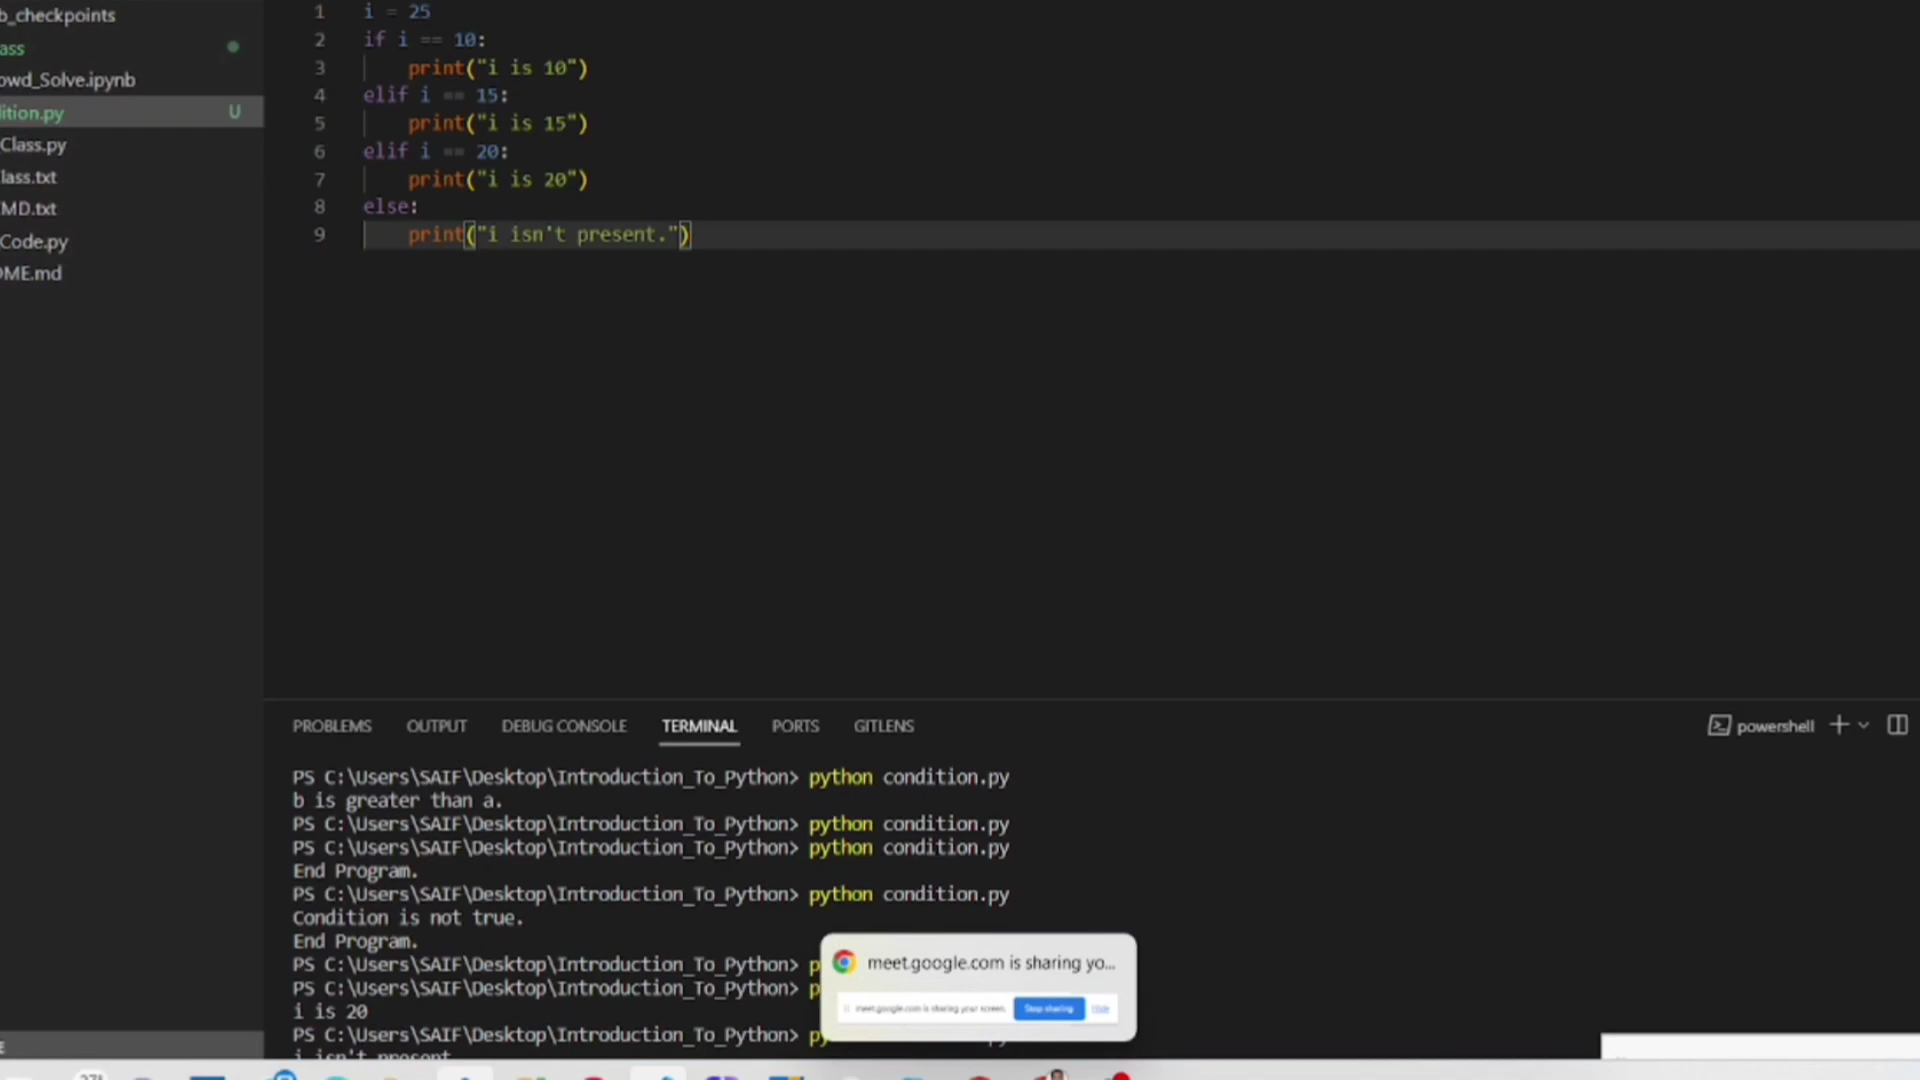 b_checkpoints
ass
owd_Solve.ipynb
ition.py U
Class.py
lass.txt
MD.txt
Code.py
OME.md
1 i = 25
2 if i == 10:
3 print("i is 10")
4 elif i == 15:
5 print("i is 15")
6 elif i == 20:
7 print("i is 20")
8 else:
9 print("i isn't present.")
PROBLEMS OUTPUT DEBUG CONSOLE TERMINAL PORTS GITLENS powershell
PS C:\Users\SAIF\Desktop\Introduction_To_Python> python condition.py
b is greater than a.
PS C:\Users\SAIF\Desktop\Introduction_To_Python> python condition.py
PS C:\Users\SAIF\Desktop\Introduction_To_Python> python condition.py
End Program.
PS C:\Users\SAIF\Desktop\Introduction_To_Python> python condition.py
Condition is not true.
End Program.
PS C:\Users\SAIF\Desktop\Introduction_To_Python> p
PS C:\Users\SAIF\Desktop\Introduction_To_Python> p
i is 20
PS C:\Users\SAIF\Desktop\Introduction_To_Python> py
i isn't present
meet.google.com is sharing yo...
meet.google.com is sharing your screen. Stop sharing Hide
E